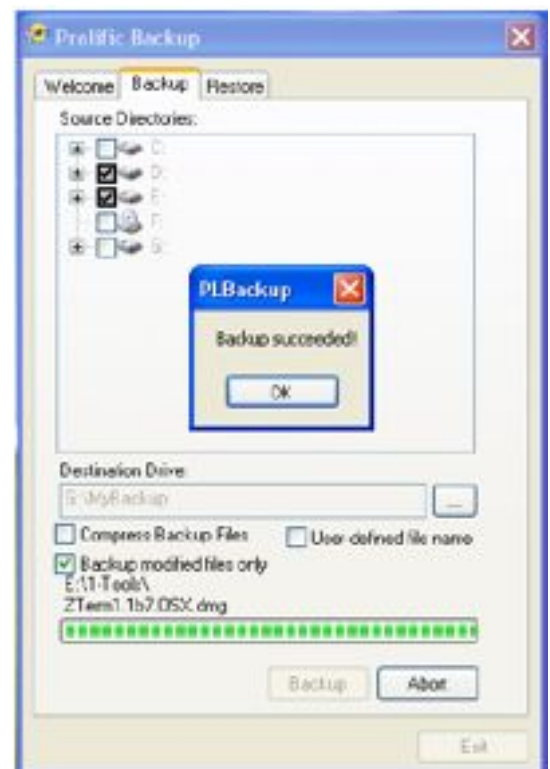 Prolific Backup
Welcome Backup Restore
Source Directories:
C:
D:
E:
F:
G:
PLBackup
Backup succeeded!
OK
Destination Drive
G:\MyBackup
...
Compress Backup Files
User-defined file name
Backup modified files only
E:\1-Tools\
ZTerm1.1b7.OSX.dmg
Backup Abort
Exit